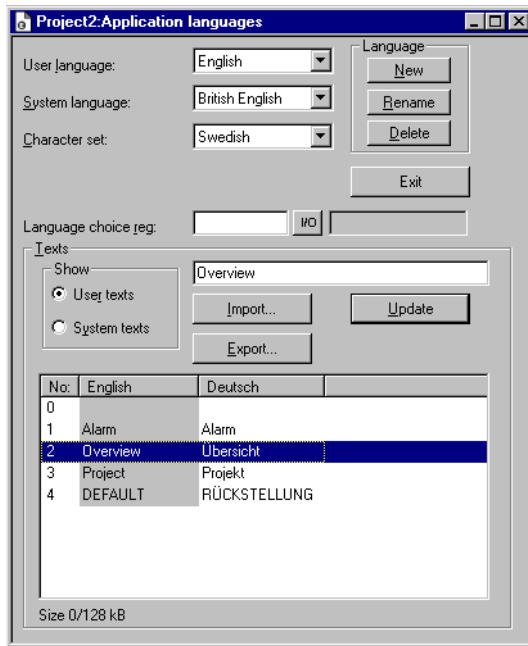 Project2:Application languages
User language: English
System language: British English
Character set: Swedish
Language
New
Rename
Delete
Exit
Language choice reg: I/O
Texts
Show
User texts
System texts
Overview
Import...
Update
Export...
No: English Deutsch
0
1 Alarm Alarm
2 Overview Übersicht
3 Project Projekt
4 DEFAULT RÜCKSTELLUNG
Size 0/128 kB